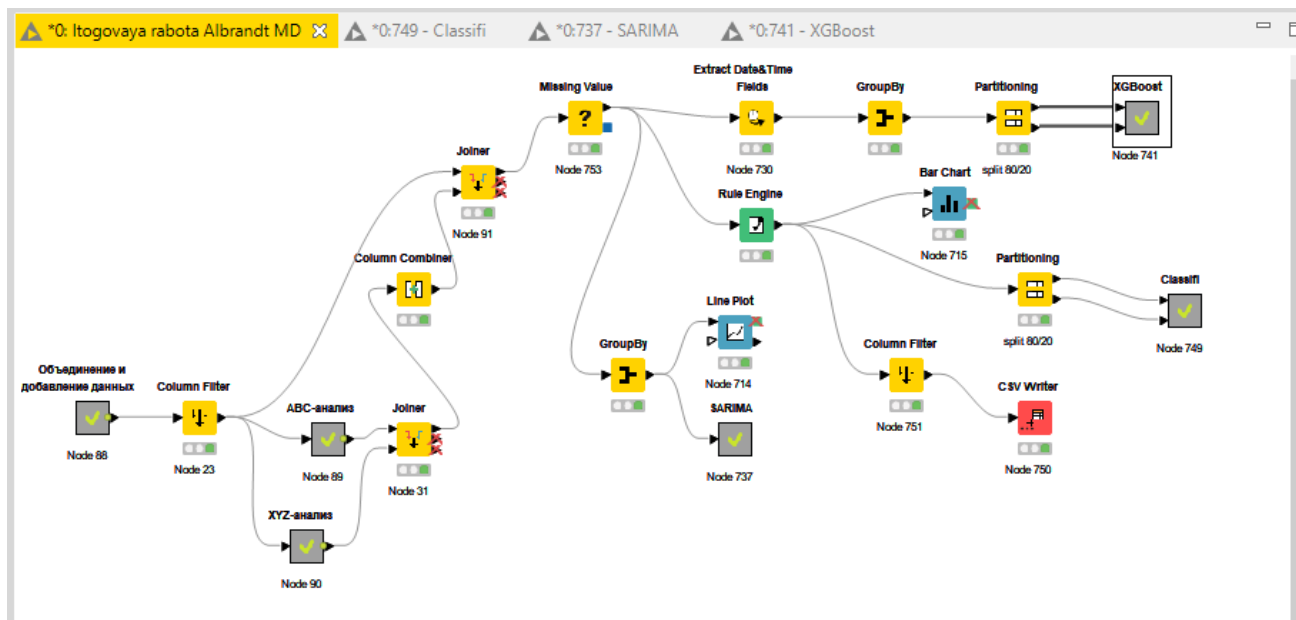 *0: Itogovaya rabota Albrandt MD
*0:749 - Classifi
*0:737 - SARIMA
*0:741 - XGBoost
Extract Date&Time
Fields
Missing Value
GroupBy
Partitioning
XGBoost
?
Node 753
Node 730
split 80/20
Node 741
Joiner
Node 91
Rule Engine
Bar Chart
Node 715
Column Combiner
Partitioning
split 80/20
Classifi
Node 749
Line Plot
Node 714
GroupBy
Column Filter
Node 751
CSV Writer
Node 750
SARIMA
Node 737
Объединение и
добавление данных
Node 88
Column Filter
Node 23
ABC-анализ
Node 89
Joiner
Node 31
XYZ-анализ
Node 90